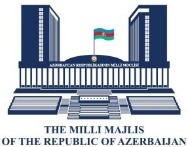 AZƏRBAYCAN RESPUBLİKASININ MİLLİ MƏCLİSİ
THE MILLI MAJLIS
OF THE REPUBLIC OF AZERBAIJAN